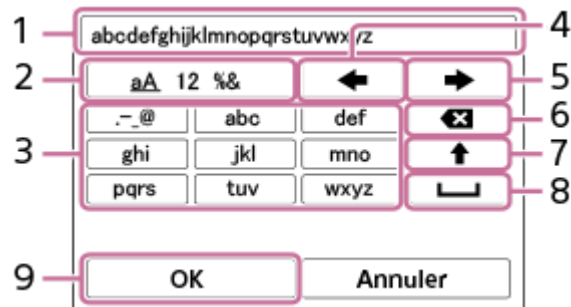 1
abcdefghijklmnopqrstuvwxyz
4
2
aA 12 %&
5
3
.-_@ abc def
6
ghi jkl mno
7
pqrs tuv wxyz
8
9
OK Annuler